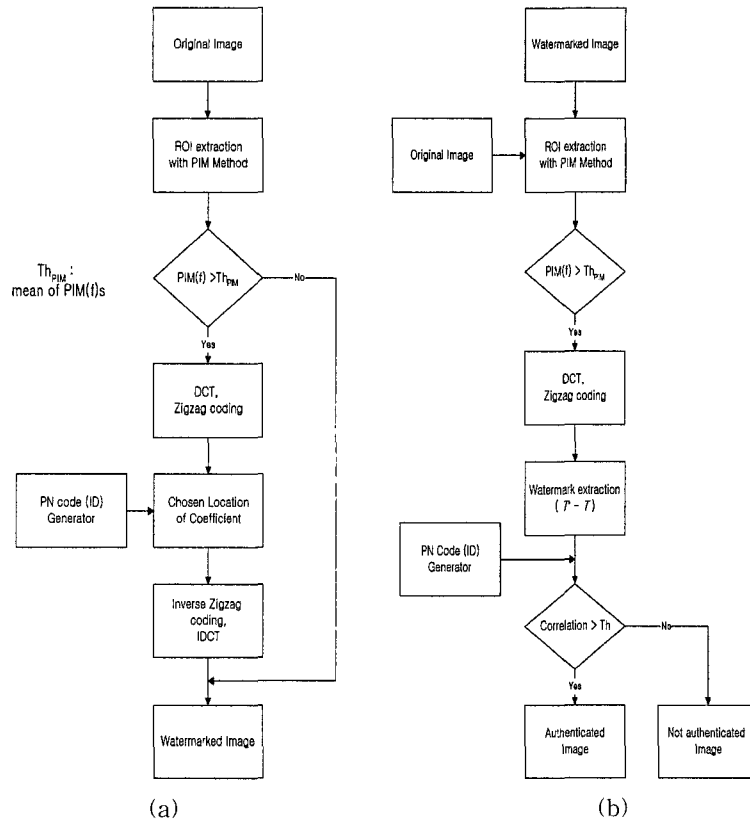 Original Image
ROI extraction
with PIM Method
Th_PIM :
mean of PIM(f)s
PIM(f) > Th_PIM
No
Yes
DCT,
Zigzag coding
PN code (ID)
Generator
Chosen Location
of Coefficient
Inverse Zigzag
coding,
IDCT
Watermarked Image
(a)
Watermarked Image
Original Image
ROI extraction
with PIM Method
PIM(f) > Th_PIM
Yes
DCT,
Zigzag coding
Watermark extraction
PN Code (ID)
Generator
Correlation > Th
No
Yes
Authenticated
Image
Not authenticated
Image
(b)